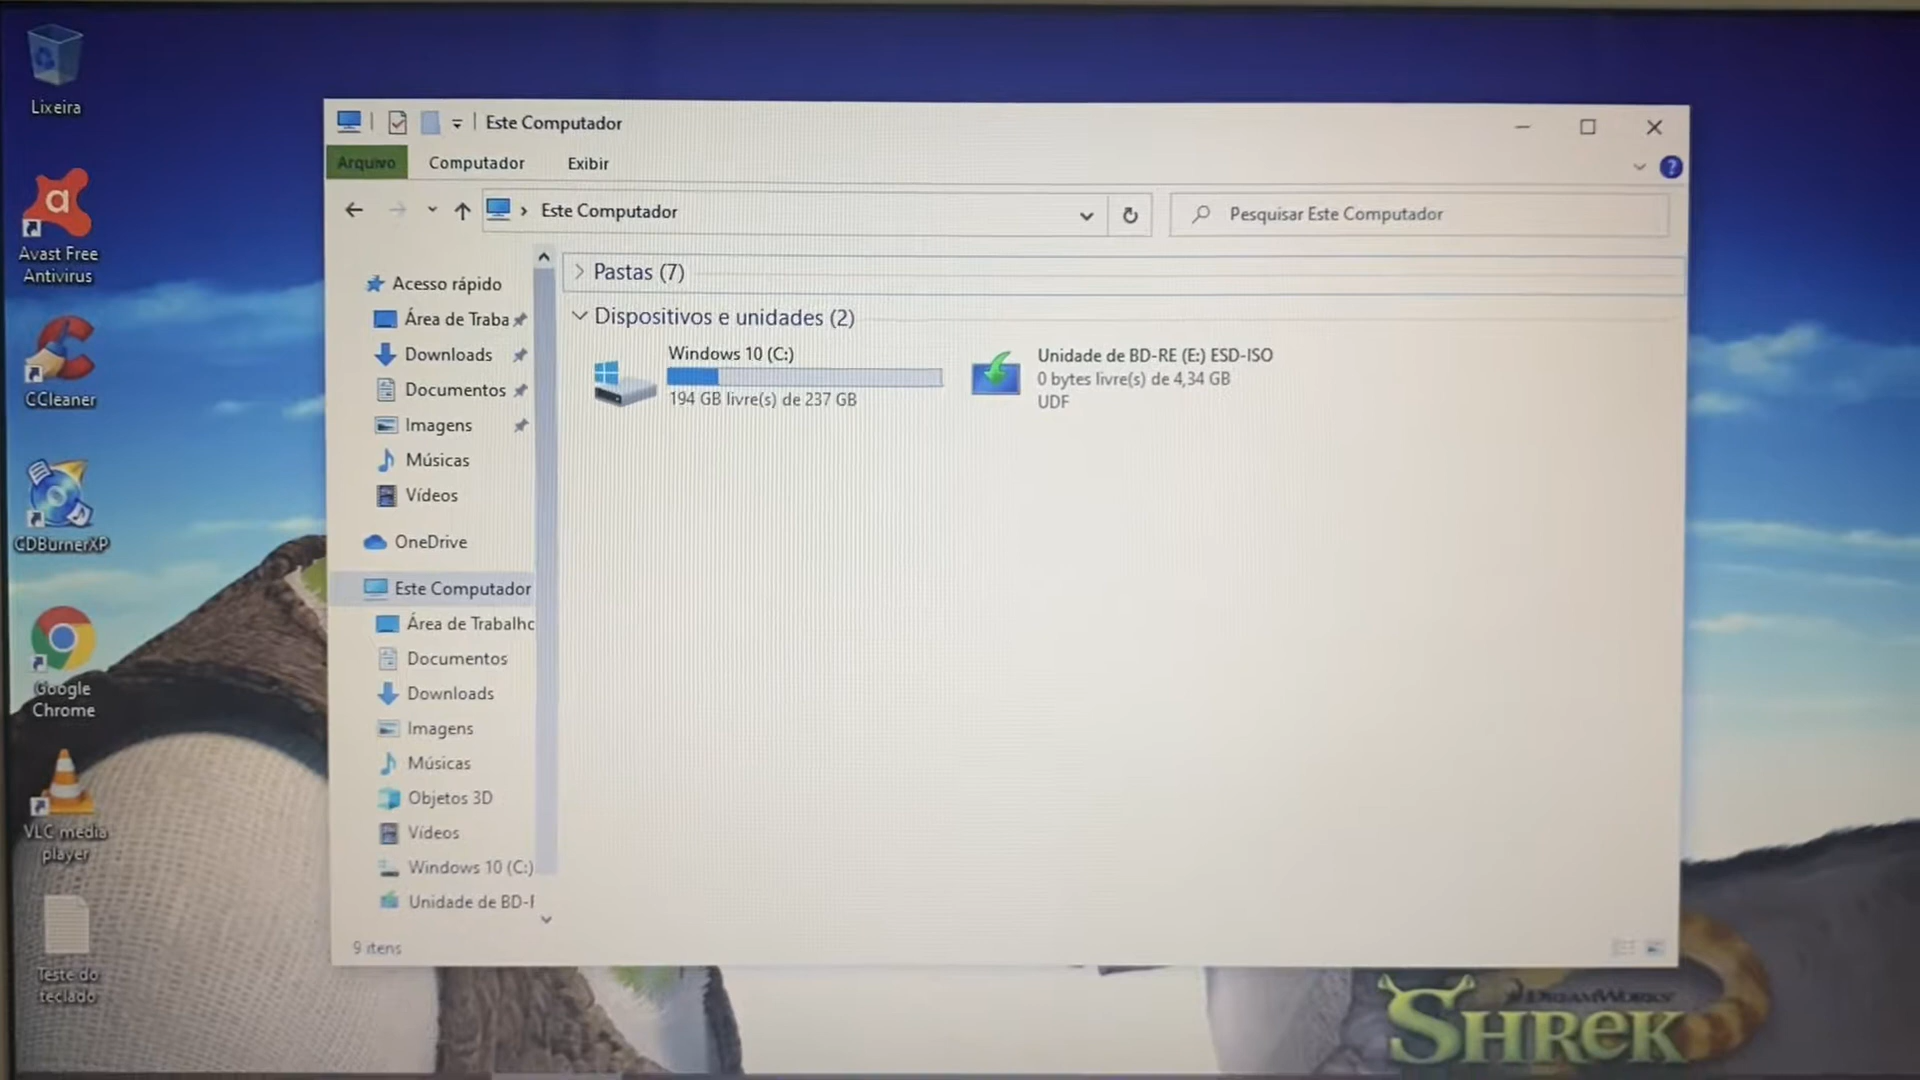 Lixeira
Avast Free
Antivirus
CCleaner
CDBurnerXP
Google
Chrome
VLC media
player
Teste do
teclado
Este Computador
Arquivo Computador Exibir
Este Computador
Pesquisar Este Computador
Acesso rápido
Área de Traba
Downloads
Documentos
Imagens
Músicas
Vídeos
OneDrive
Este Computador
Área de Trabalhc
Documentos
Downloads
Imagens
Músicas
Objetos 3D
Vídeos
Windows 10 (C:)
Unidade de BD-F
9 itens
Pastas (7)
Dispositivos e unidades (2)
Windows 10 (C:)
194 GB livre(s) de 237 GB
Unidade de BD-RE (E:) ESD-ISO
0 bytes livre(s) de 4,34 GB
UDF
DREAMWORKS
SHREK